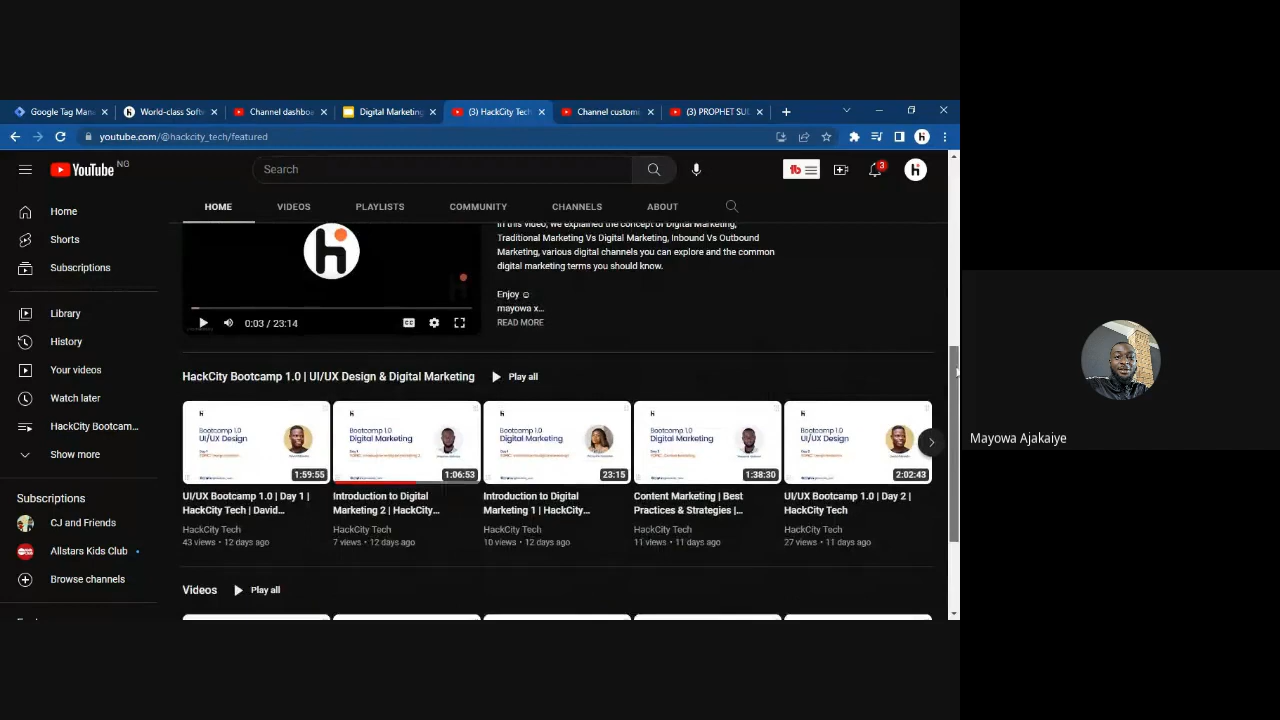 Google Tag Mana
World-class Softw
Channel dashboa
Digital Marketing
(3) HackCity Tech
Channel customi
(3) PROPHET SU
youtube.com/@hackcity_tech/featured
YouTube NG
Search
3
HOME VIDEOS PLAYLISTS COMMUNITY CHANNELS ABOUT
Home
Shorts
Subscriptions
Library
History
Your videos
Watch later
HackCity Bootcam...
Show more
Subscriptions
CJ and Friends
Allstars Kids Club
Browse channels
In this video, we explained the concept of Digital Marketing,
Traditional Marketing Vs Digital Marketing, Inbound Vs Outbound
Marketing, various digital channels you can explore and the common
digital marketing terms you should know.
Enjoy ☺
mayowa x...
READ MORE
0:03 / 23:14
HackCity Bootcamp 1.0 | UI/UX Design & Digital Marketing
Play all
Bootcamp 1.0
UI/UX Design
1:59:55
UI/UX Bootcamp 1.0 | Day 1 |
HackCity Tech | David...
HackCity Tech
43 views • 12 days ago
Bootcamp 1.0
Digital Marketing
1:06:53
Introduction to Digital
Marketing 2 | HackCity...
HackCity Tech
7 views • 12 days ago
Bootcamp 1.0
Digital Marketing
23:15
Introduction to Digital
Marketing 1 | HackCity...
HackCity Tech
10 views • 12 days ago
Bootcamp 1.0
Digital Marketing
1:38:30
Content Marketing | Best
Practices & Strategies |...
HackCity Tech
11 views • 11 days ago
Bootcamp 1.0
UI/UX Design
2:02:43
UI/UX Bootcamp 1.0 | Day 2 |
HackCity Tech
HackCity Tech
27 views • 11 days ago
Videos
Play all
Mayowa Ajakaiye